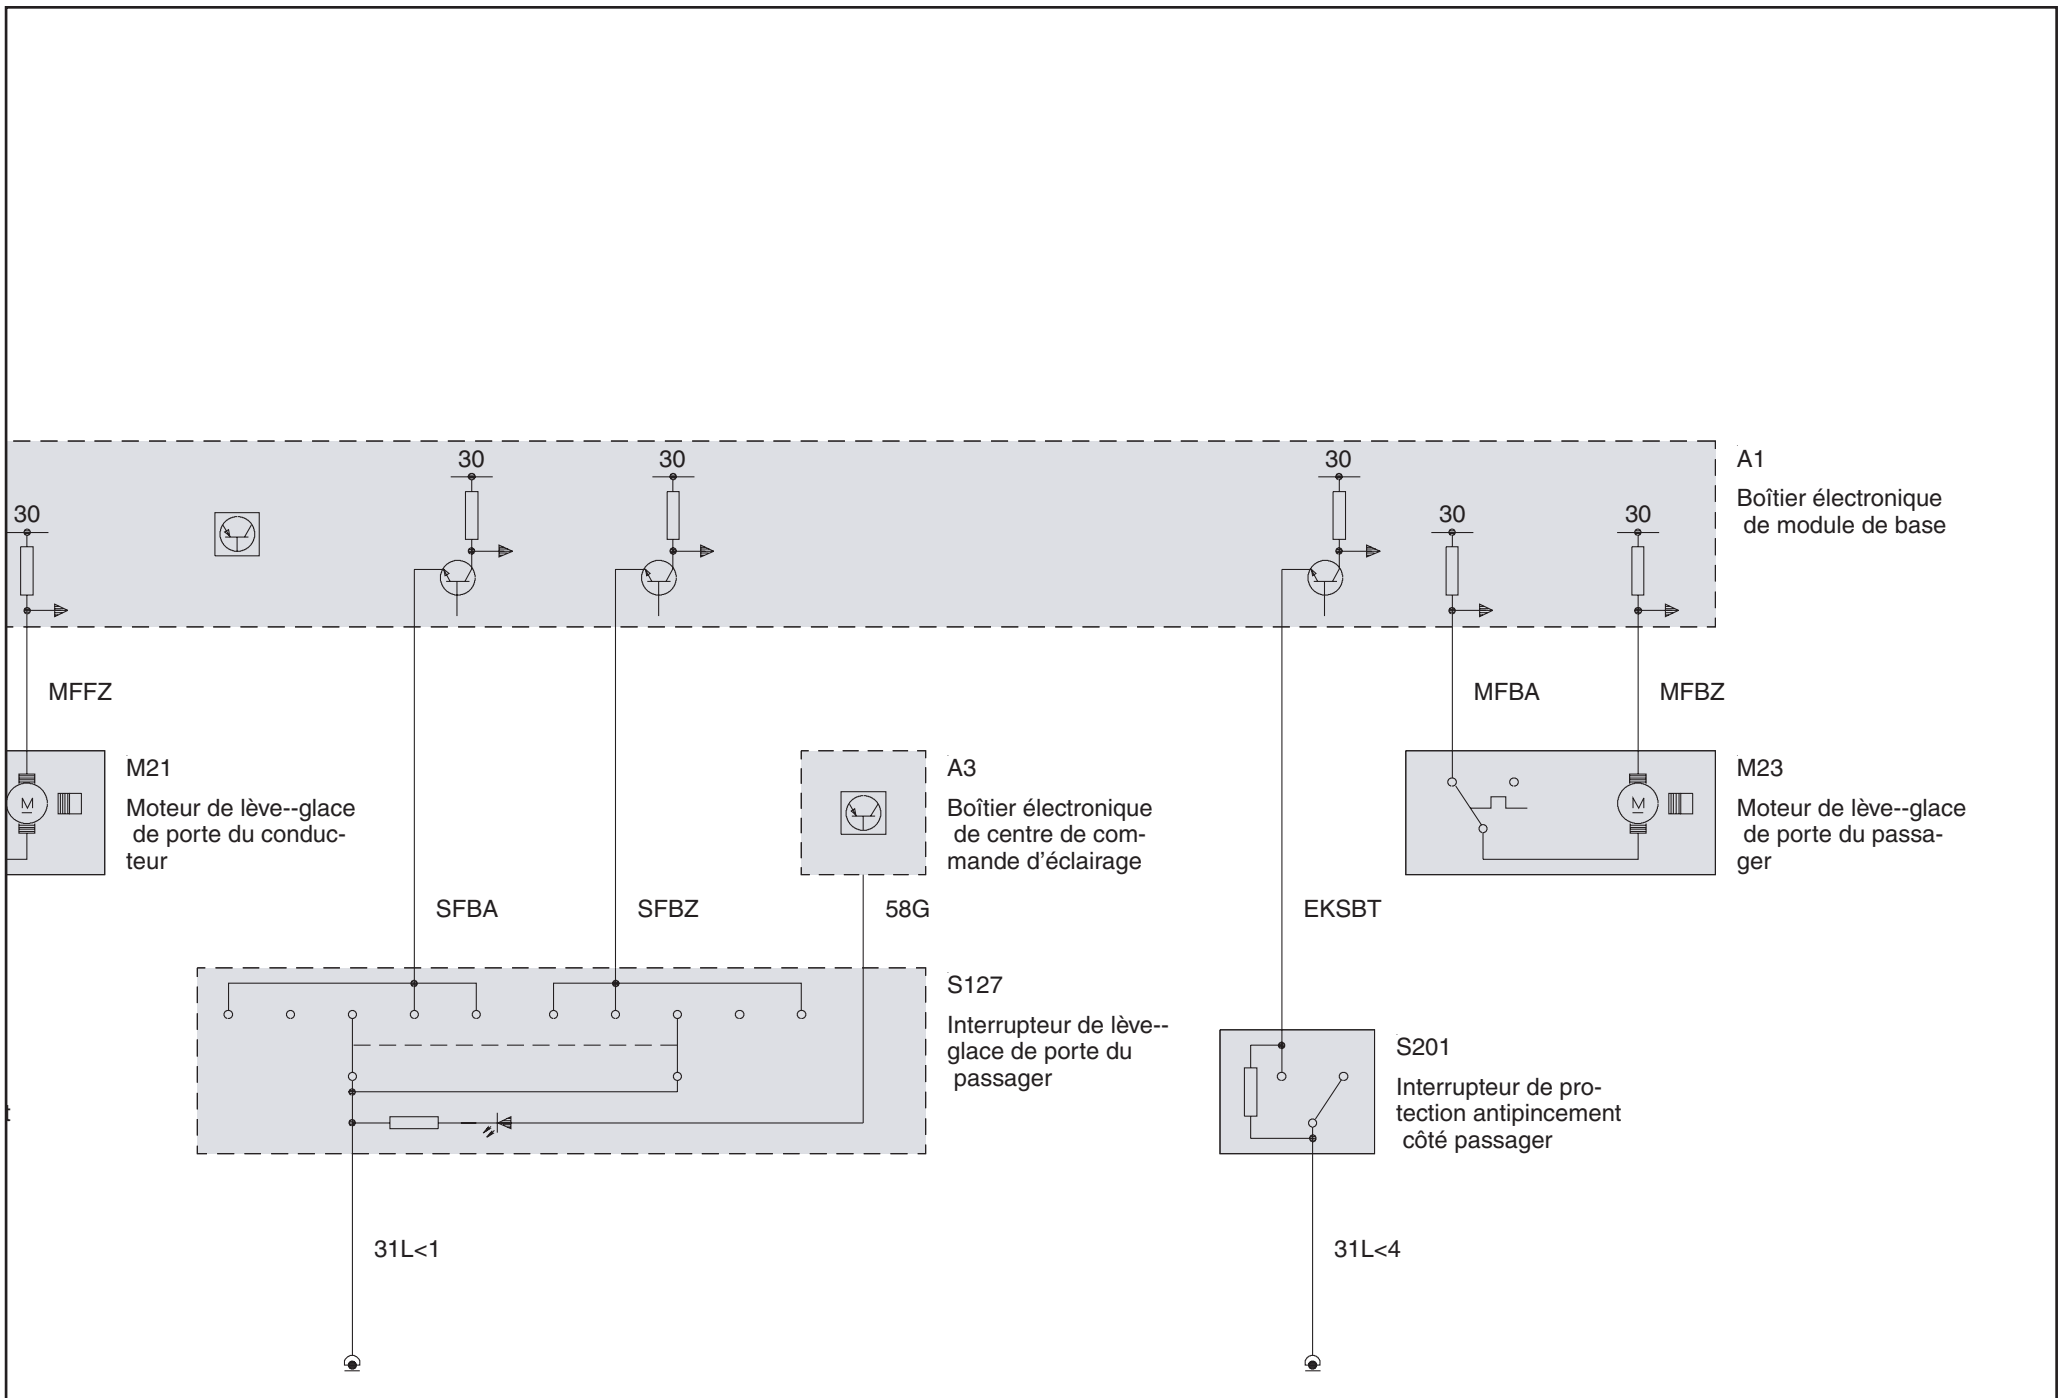 30
30
30
A1
Boîtier électronique
de module de base
30
30
30
MFFZ
MFBA
MFBZ
M21
Moteur de lève--glace
de porte du conduc-
teur
M
A3
Boîtier électronique
de centre de com-
mande d'éclairage
M23
Moteur de lève--glace
de porte du passa-
ger
M
SFBA
SFBZ
58G
EKSBT
S127
Interrupteur de lève--
glace de porte du
passager
S201
Interrupteur de pro-
tection antipincement
côté passager
t
31L<1
31L<4